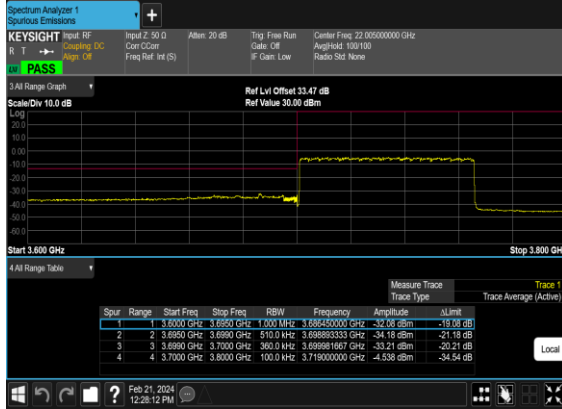 Spectrum Analyzer 1
Spurious Emissions
+
KEYSIGHT
R T
PASS
Input: RF
Coupling: DC
Align: Off
Input Z: 50 Ω
Corr CCorr
Freq Ref: Int (S)
Atten: 20 dB
Trig: Free Run
Gate: Off
IF Gain: Low
Center Freq: 22.005000000 GHz
Avg|Hold: 100/100
Radio Std: None
3 All Range Graph
Scale/Div 10.0 dB
Ref Lvl Offset 33.47 dB
Ref Value 30.00 dBm
Log
20.0
10.0
0.00
-10.0
-20.0
-30.0
-40.0
-50.0
-60.0
Start 3.600 GHz
Stop 3.800 GHz
4 All Range Table
Measure Trace Trace 1
Trace Type Trace Average (Active)
Spur Range Start Freq Stop Freq RBW Frequency Amplitude ΔLimit
1 1 3.6000 GHz 3.6950 GHz 1.000 MHz 3.686450000 GHz -32.08 dBm -19.08 dB
2 2 3.6950 GHz 3.6990 GHz 510.0 kHz 3.698893333 GHz -34.18 dBm -21.18 dB
3 3 3.6990 GHz 3.7000 GHz 360.0 kHz 3.699981667 GHz -33.21 dBm -20.21 dB
4 4 3.7000 GHz 3.8000 GHz 100.0 kHz 3.719000000 GHz -4.538 dBm -34.54 dB
Local
?
Feb 21, 2024
12:28:12 PM